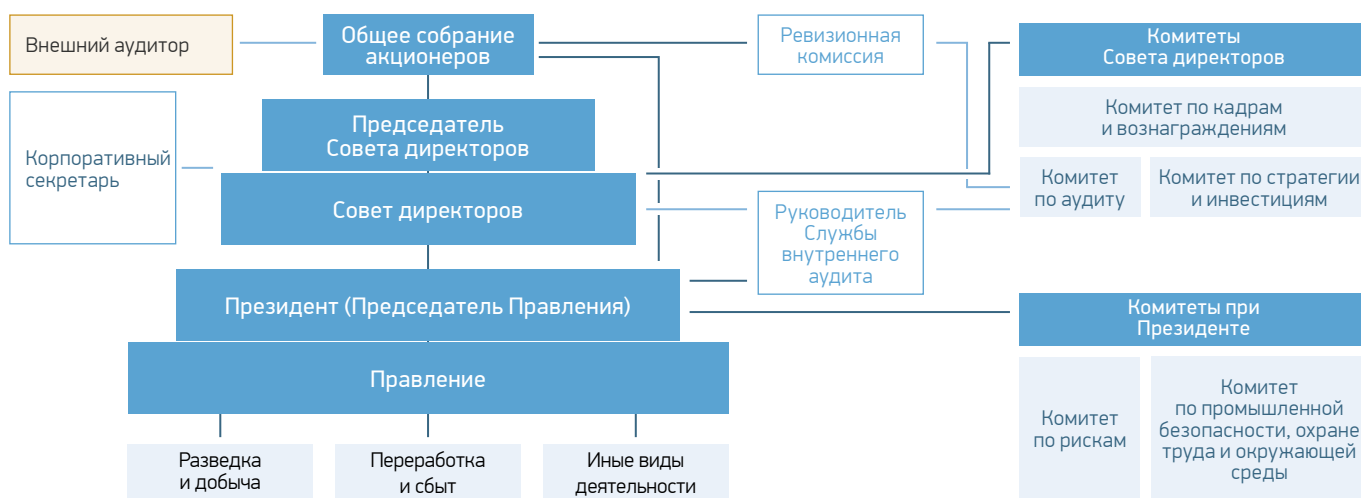 Внешний аудитор
Общее собрание
акционеров
Ревизионная
комиссия
Комитеты
Совета директоров
Корпоративный
секретарь
Председатель
Совета директоров
Комитет по кадрам
и вознаграждениям
Совет директоров
Руководитель
Службы
внутреннего
аудита
Комитет
по аудиту
Комитет по стратегии
и инвестициям
Президент (Председатель Правления)
Комитеты при
Президенте
Правление
Комитет
по рискам
Комитет
по промышленной
безопасности, охране
труда и окружающей
среды
Разведка
и добыча
Переработка
и сбыт
Иные виды
деятельности